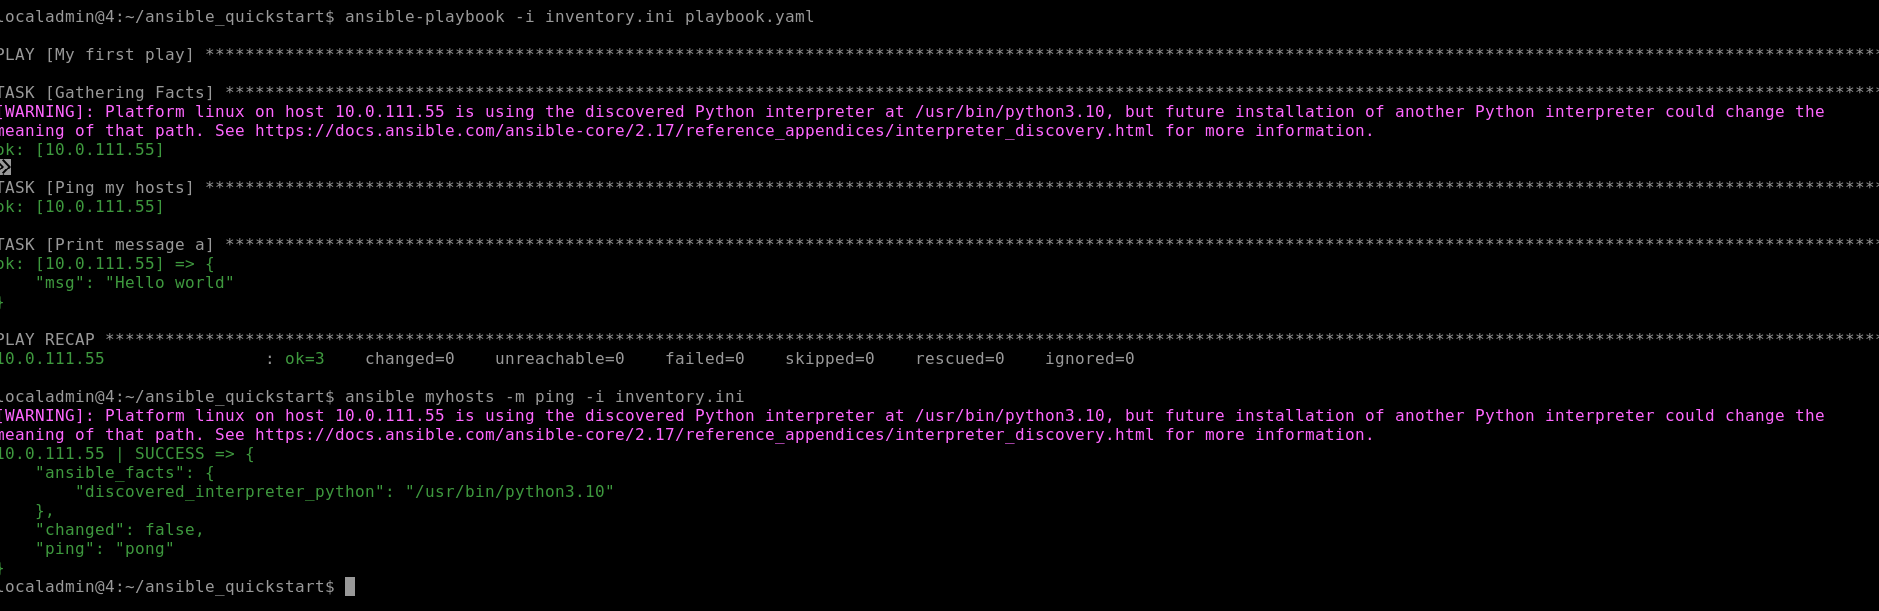 localadmin@4:~/ansible_quickstart$ ansible-playbook -i inventory.ini playbook.yaml
PLAY [My first play] ******************************************************************************************************************************************************************************
TASK [Gathering Facts] ****************************************************************************************************************************************************************************
[WARNING]: Platform linux on host 10.0.111.55 is using the discovered Python interpreter at /usr/bin/python3.10, but future installation of another Python interpreter could change the
meaning of that path. See https://docs.ansible.com/ansible-core/2.17/reference_appendices/interpreter_discovery.html for more information.
ok: [10.0.111.55]
TASK [Ping my hosts] ******************************************************************************************************************************************************************************
ok: [10.0.111.55]
TASK [Print message a] ****************************************************************************************************************************************************************************
ok: [10.0.111.55] => {
    "msg": "Hello world"
}
PLAY RECAP ****************************************************************************************************************************************************************************************
10.0.111.55                : ok=3    changed=0    unreachable=0    failed=0    skipped=0    rescued=0    ignored=0
localadmin@4:~/ansible_quickstart$ ansible myhosts -m ping -i inventory.ini
[WARNING]: Platform linux on host 10.0.111.55 is using the discovered Python interpreter at /usr/bin/python3.10, but future installation of another Python interpreter could change the
meaning of that path. See https://docs.ansible.com/ansible-core/2.17/reference_appendices/interpreter_discovery.html for more information.
10.0.111.55 | SUCCESS => {
    "ansible_facts": {
        "discovered_interpreter_python": "/usr/bin/python3.10"
    },
    "changed": false,
    "ping": "pong"
}
localadmin@4:~/ansible_quickstart$